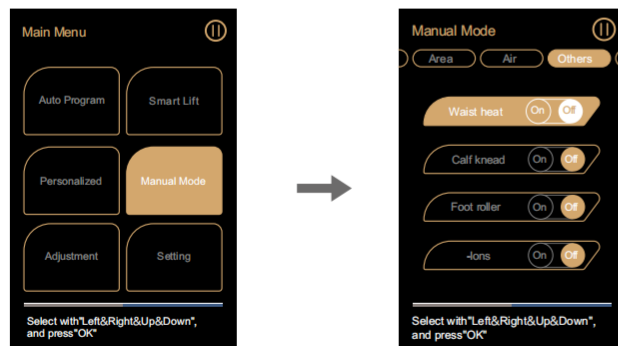 Main Menu
Auto Program
Smart Lift
Personalized
Manual Mode
Adjustment
Setting
Select with"Left&Right&Up&Down",
and press"OK"
Manual Mode
Area
Air
Others
Waist heat On Off
Calf knead On Off
Foot roller On Off
-Ions On Off
Select with"Left&Right&Up&Down",
and press"OK"